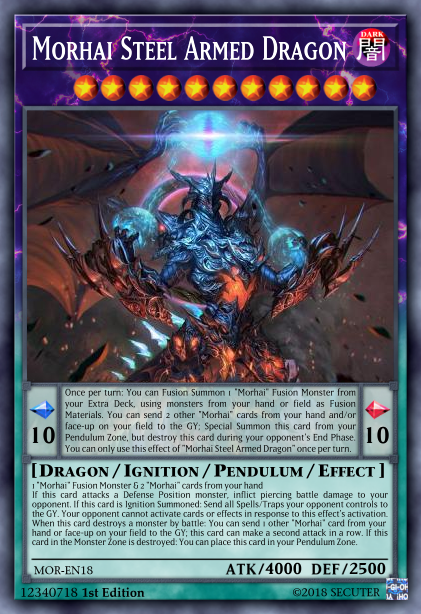 MORHAI STEEL ARMED DRAGON
DARK
闇
Once per turn: You can Fusion Summon 1 "Morhai" Fusion Monster from
your Extra Deck, using monsters from your hand or field as Fusion
Materials. You can send 2 other "Morhai" cards from your hand and/or
face-up on your field to the GY; Special Summon this card from your
Pendulum Zone, but destroy this card during your opponent's End Phase.
You can only use this effect of "Morhai Steel Armed Dragon" once per turn.
10
10
[DRAGON / IGNITION / PENDULUM / EFFECT ]
1 "Morhai" Fusion Monster & 2 "Morhai" cards from your hand
If this card attacks a Defense Position monster, inflict piercing battle damage to your
opponent. If this card is Ignition Summoned: Send all Spells/Traps your opponent controls
to the GY. Your opponent cannot activate cards or effects in response to this effect's activation.
When this card destroys a monster by battle: You can send 1 other "Morhai" card from your
hand or face-up on your field to the GY; this card can make a second attack in a row. If this
card in the Monster Zone is destroyed: You can place this card in your Pendulum Zone.
MOR-EN18
ATK/4000 DEF/2500
12340718 1st Edition
©2018 SECUTER